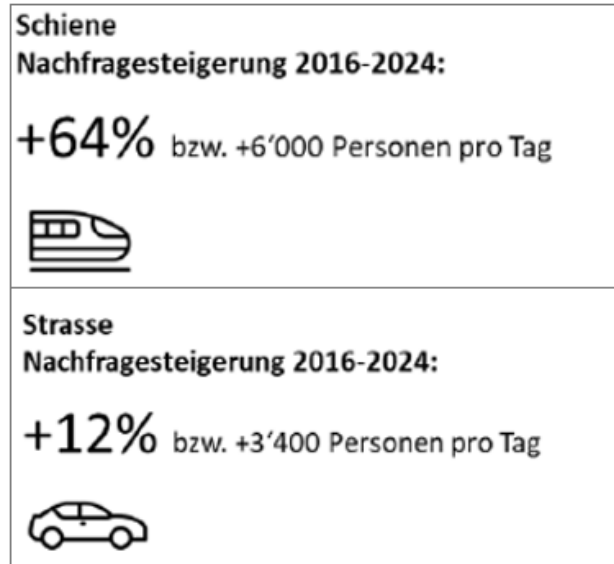 Schiene
Nachfragesteigerung 2016-2024:
+64% bzw. +6′000 Personen pro Tag
Strasse
Nachfragesteigerung 2016-2024:
+12% bzw. +3′400 Personen pro Tag